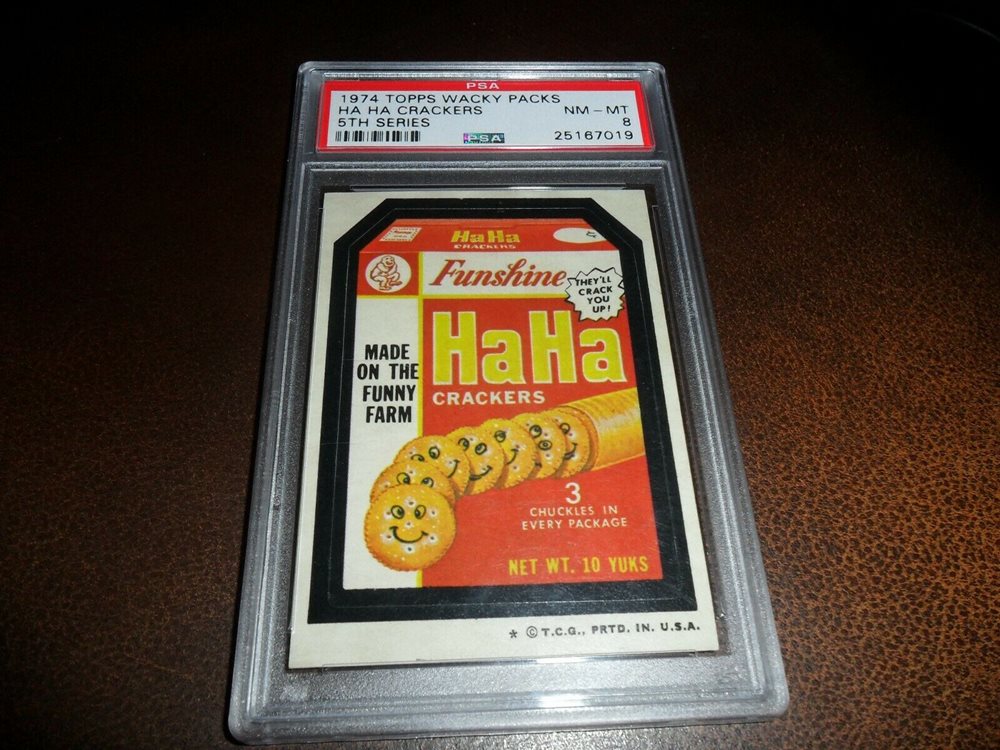 PSA
1974 TOPPS WACKY PACKS
HA HA CRACKERS NM - MT
5TH SERIES 8
PSA 25167019
HaHa
CRACKERS
Funshine
THEY'LL
CRACK
YOU
UP!
HaHa
CRACKERS
MADE
ON THE
FUNNY
FARM
3
CHUCKLES IN
EVERY PACKAGE
NET WT. 10 YUKS
* © T.C.G., PRTD. IN. U.S.A.